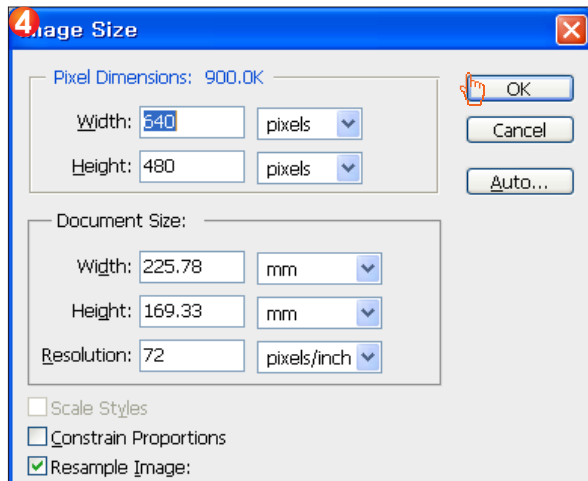 4
Image Size
Pixel Dimensions: 900.0K
OK
Width: 640 pixels
Cancel
Height: 480 pixels
Auto...
Document Size:
Width: 225.78 mm
Height: 169.33 mm
Resolution: 72 pixels/inch
Scale Styles
Constrain Proportions
Resample Image: